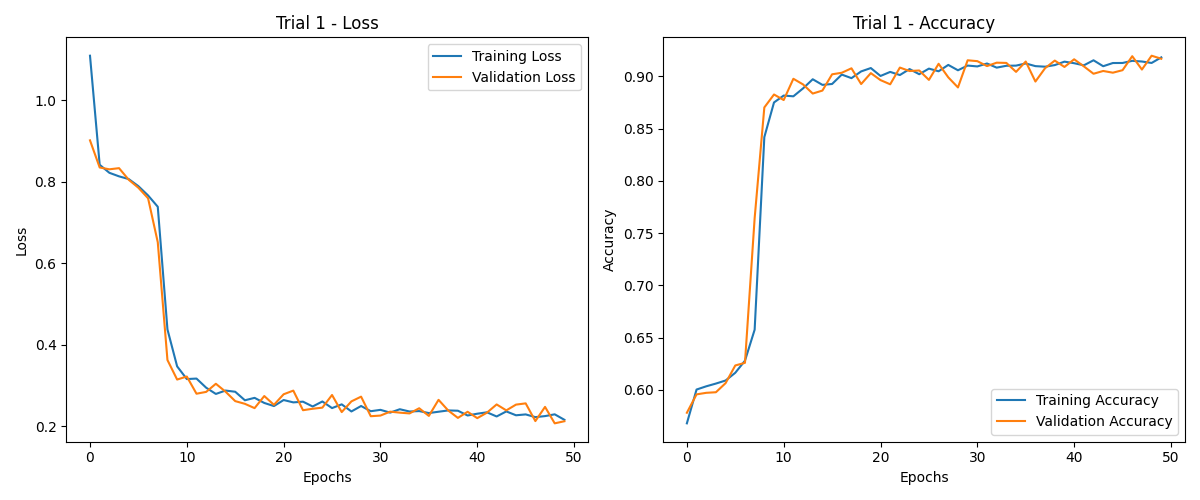 Trial 1 - Loss
Training Loss
Validation Loss
1.0
0.8
0.6
0.4
0.2
Loss
0 10 20 30 40 50
Epochs
Trial 1 - Accuracy
0.90
0.85
0.80
0.75
0.70
0.65
0.60
Accuracy
Training Accuracy
Validation Accuracy
0 10 20 30 40 50
Epochs